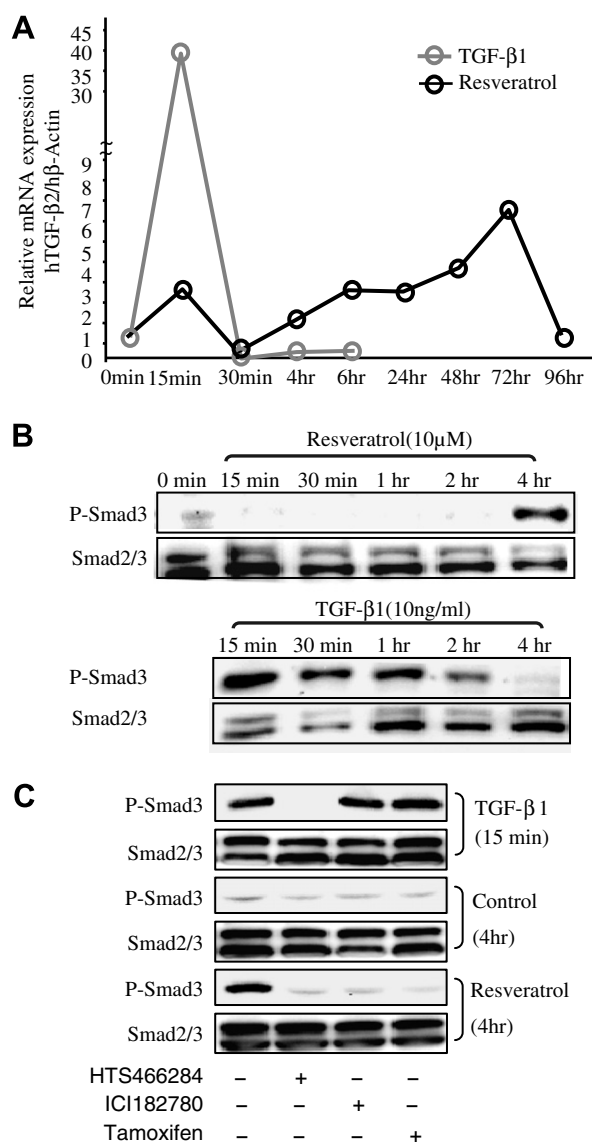 A
Relative mRNA expression
hTGF-β2/hβ-Actin
45
40
35
30
≈
9
8
7
6
5
4
3
2
1
0
TGF-β1
Resveratrol
0min 15min 30min 4hr 6hr 24hr 48hr 72hr 96hr
B
Resveratrol(10μM)
0 min 15 min 30 min 1 hr 2 hr 4 hr
P-Smad3
Smad2/3
TGF-β1(10ng/ml)
15 min 30 min 1 hr 2 hr 4 hr
P-Smad3
Smad2/3
C
P-Smad3
Smad2/3
TGF-β1
(15 min)
P-Smad3
Smad2/3
Control
(4hr)
P-Smad3
Smad2/3
Resveratrol
(4hr)
HTS466284 – + – –
ICI182780 – – + –
Tamoxifen – – – +